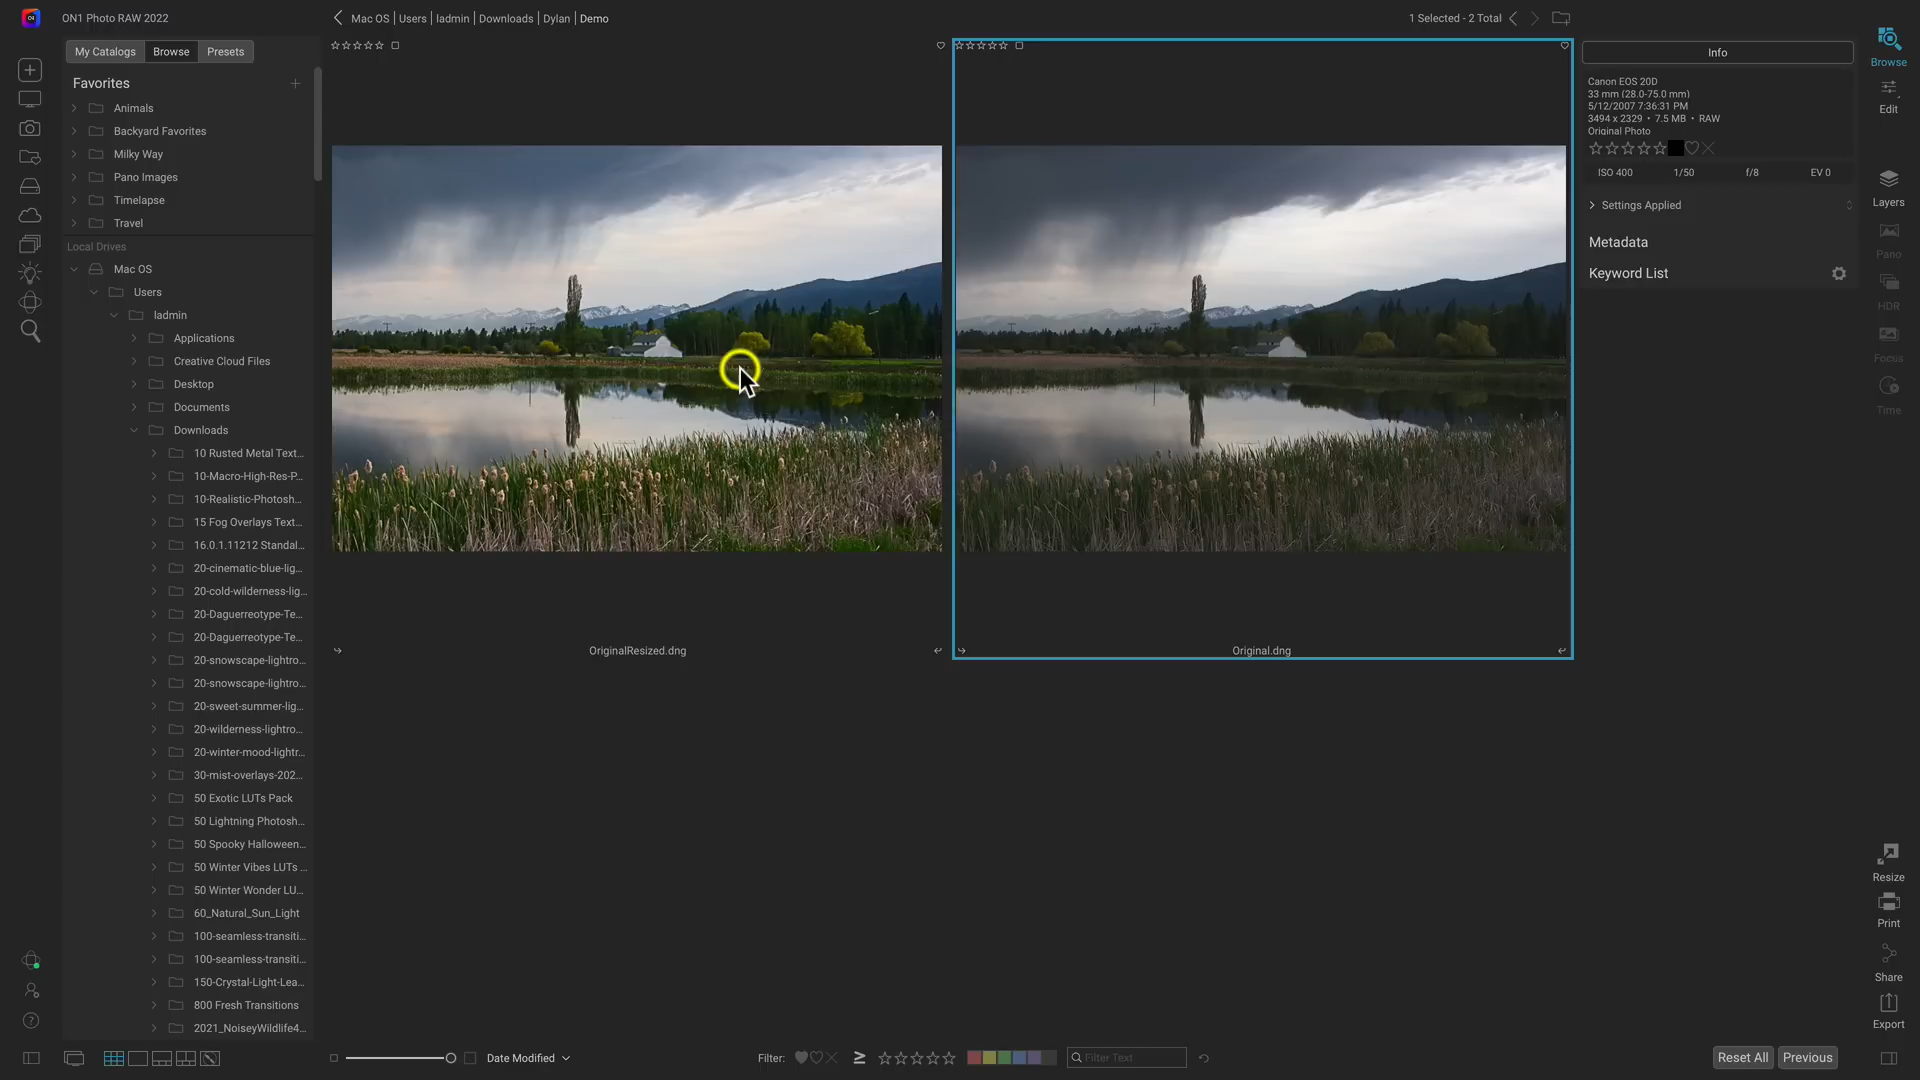 ON1 Photo RAW 2022
Mac OS | Users | ladmin | Downloads | Dylan | Demo
1 Selected - 2 Total
My Catalogs
Browse
Presets
Favorites
Animals
Backyard Favorites
Milky Way
Pano Images
Timelapse
Travel
Local Drives
Mac OS
Users
ladmin
Applications
Creative Cloud Files
Desktop
Documents
Downloads
10 Rusted Metal Text...
10-Macro-High-Res-P...
10-Realistic-Photosh...
15 Fog Overlays Text...
16.0.1.11212 Standal...
20-cinematic-blue-lig...
20-cold-wilderness-lig...
20-Daguerreotype-Te...
20-Daguerreotype-Te...
20-snowscape-lightro...
20-snowscape-lightro...
20-sweet-summer-lig...
20-wilderness-lightro...
20-winter-mood-lightr...
30-mist-overlays-202...
50 Exotic LUTs Pack
50 Lightning Photosh...
50 Spooky Halloween...
50 Winter Vibes LUTs ...
50 Winter Wonder LU...
60_Natural_Sun_Light
100-seamless-transiti...
100-seamless-transiti...
150-Crystal-Light-Lea...
800 Fresh Transitions
2021_NoiseyWildlife4...
OriginalResized.dng
Original.dng
Date Modified
Filter:
Filter Text
Reset All
Previous
Info
Canon EOS 20D
33 mm (28.0-75.0 mm)
5/12/2007 7:36:31 PM
3494 x 2329 • 7.5 MB • RAW
Original Photo
ISO 400
1/50
f/8
EV 0
Settings Applied
Metadata
Keyword List
Browse
Edit
Layers
Pano
HDR
Focus
Time
Resize
Print
Share
Export